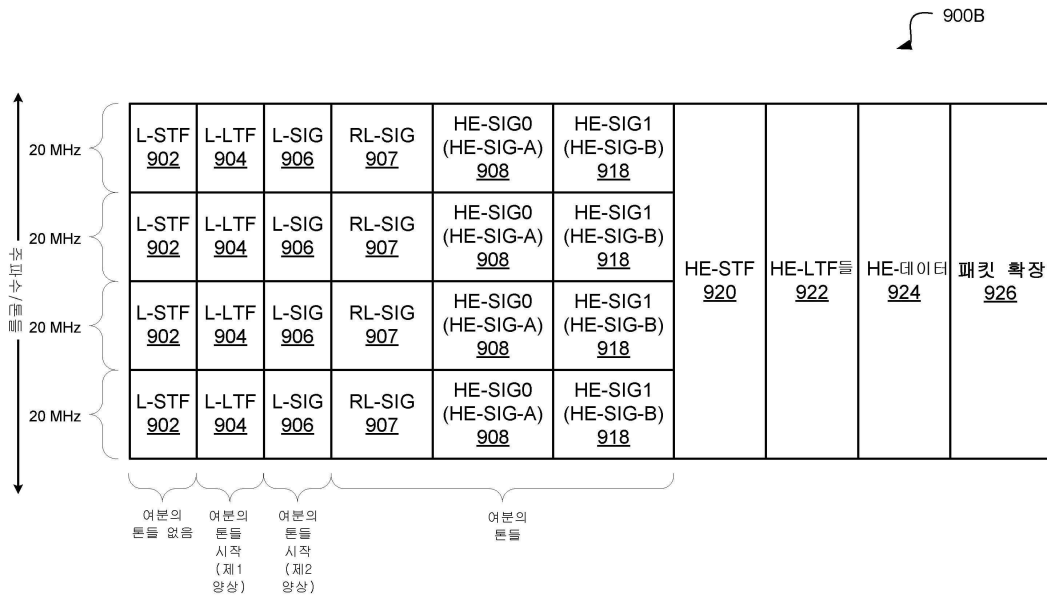 900B
주파수/톤들
20 MHz
L-STF
902
L-LTF
904
L-SIG
906
RL-SIG
907
HE-SIG0
(HE-SIG-A)
908
HE-SIG1
(HE-SIG-B)
918
20 MHz
L-STF
902
L-LTF
904
L-SIG
906
RL-SIG
907
HE-SIG0
(HE-SIG-A)
908
HE-SIG1
(HE-SIG-B)
918
20 MHz
L-STF
902
L-LTF
904
L-SIG
906
RL-SIG
907
HE-SIG0
(HE-SIG-A)
908
HE-SIG1
(HE-SIG-B)
918
20 MHz
L-STF
902
L-LTF
904
L-SIG
906
RL-SIG
907
HE-SIG0
(HE-SIG-A)
908
HE-SIG1
(HE-SIG-B)
918
HE-STF
920
HE-LTF들
922
HE-데이터
924
패킷 확장
926
여분의
톤들 없음
여분의
톤들
시작
(제1
양상)
여분의
톤들
시작
(제2
양상)
여분의
톤들